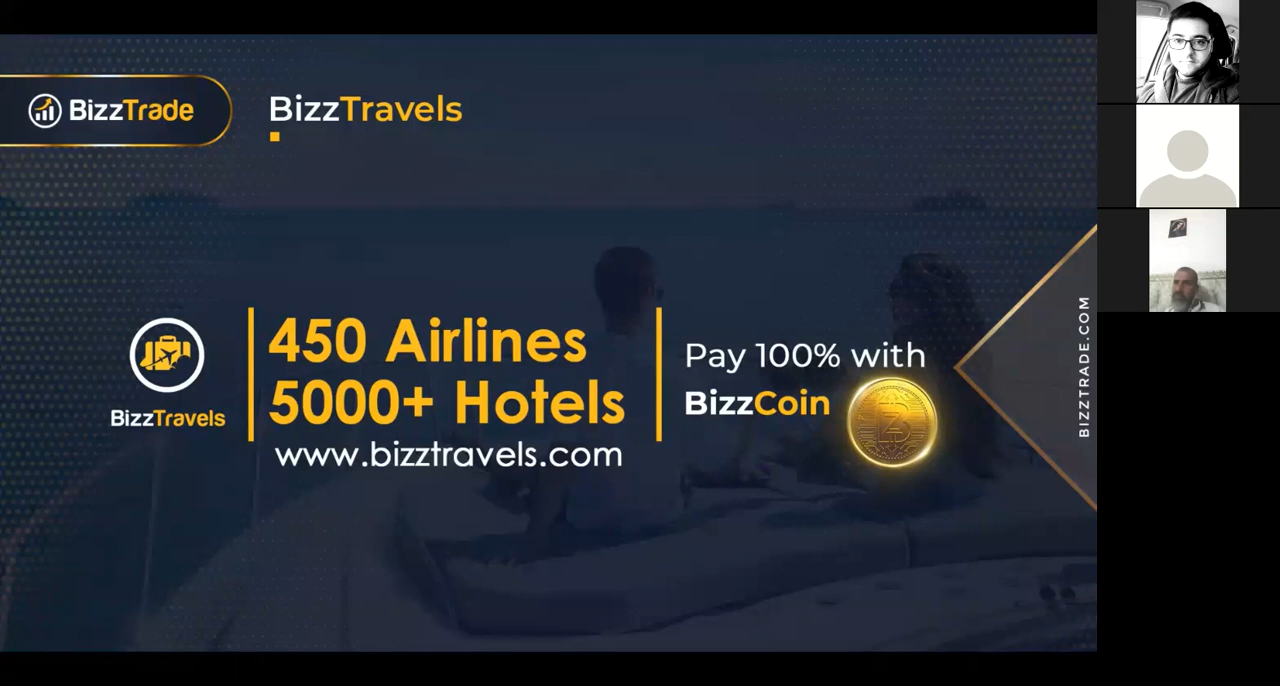 BizzTrade
BizzTravels
BizzTravels
450 Airlines
5000+ Hotels
www.bizztravels.com
Pay 100% with
BizzCoin
BIZZTRADE.COM